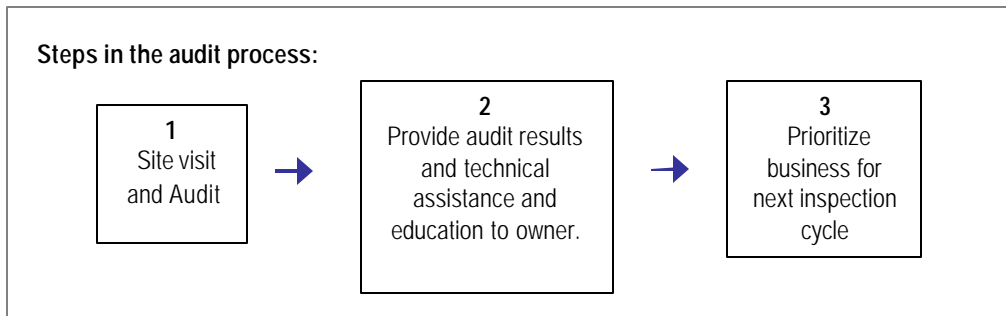 Steps in the audit process:
1
Site visit
and Audit
2
Provide audit results
and technical
assistance and
education to owner.
3
Prioritize
business for
next inspection
cycle